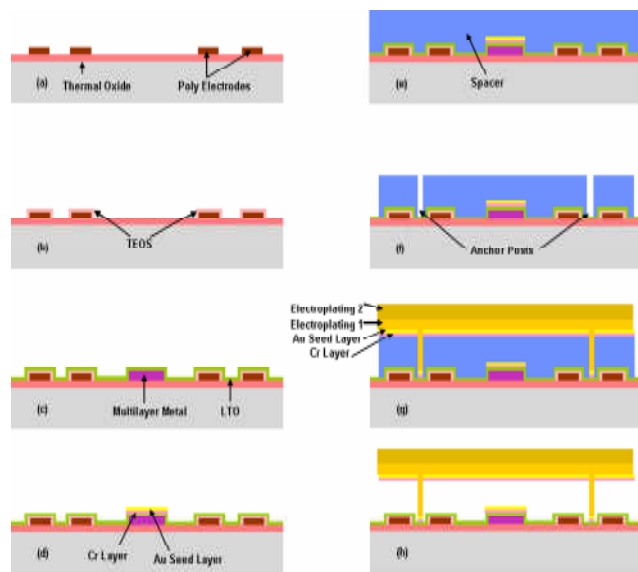 (a)
Thermal Oxide
Poly Electrodes
(b)
TEOS
(c)
Multilayer Metal
LTO
(d)
Cr Layer
Au Seed Layer
(e)
Spacer
(f)
Anchor Posts
Electroplating 2
Electroplating 1
Au Seed Layer
Cr Layer
(g)
(h)